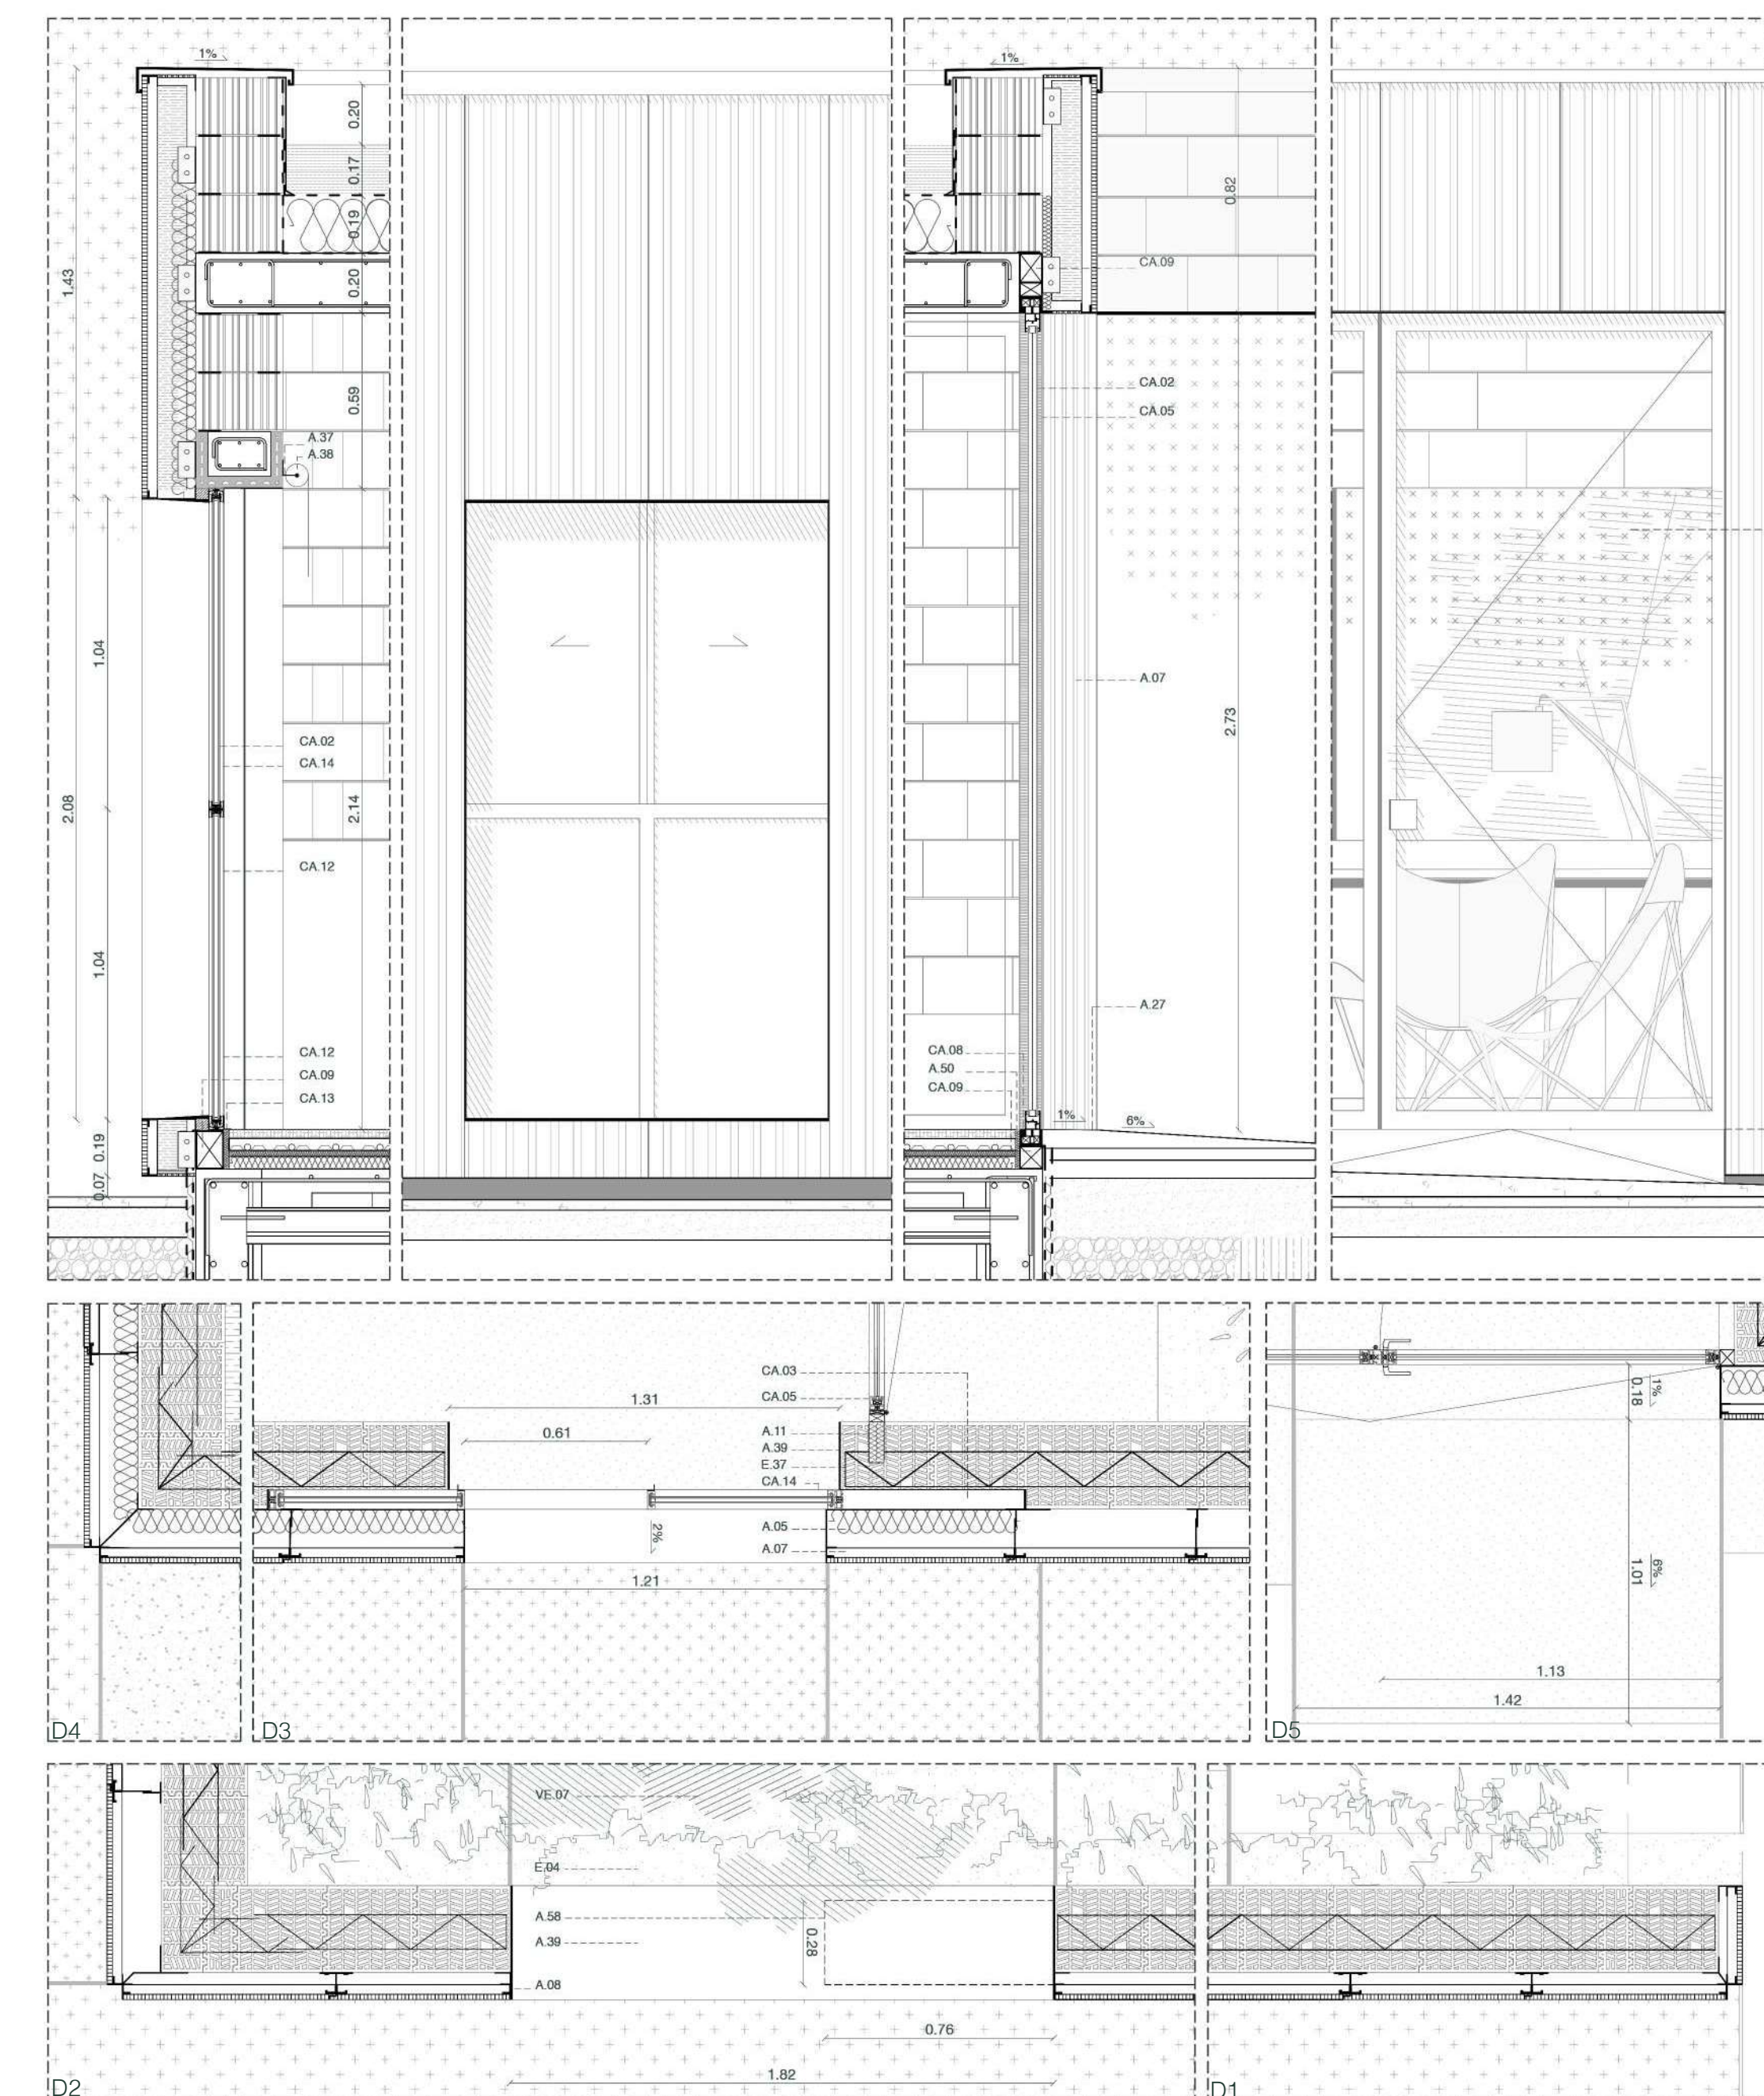 1%
0.20
0.17
0.19
0.20
1.43
0.59
A.37
A.38
1.04
CA.02
CA.14
2.08
2.14
CA.12
1.04
CA.12
CA.09
CA.13
0.19
0.07
1%
0.82
CA.09
CA.02
CA.05
A.07
2.73
A.27
CA.08
A.50
CA.09
1%
6%
D4
CA.03
CA.05
1.31
0.61
A.11
A.39
E.37
CA.14
2%
A.05
A.07
1.21
D3
0.18
1%
1.01
6%
1.13
1.42
D5
VE.07
E.04
A.58
A.39
0.28
A.08
0.76
1.82
D2
D1